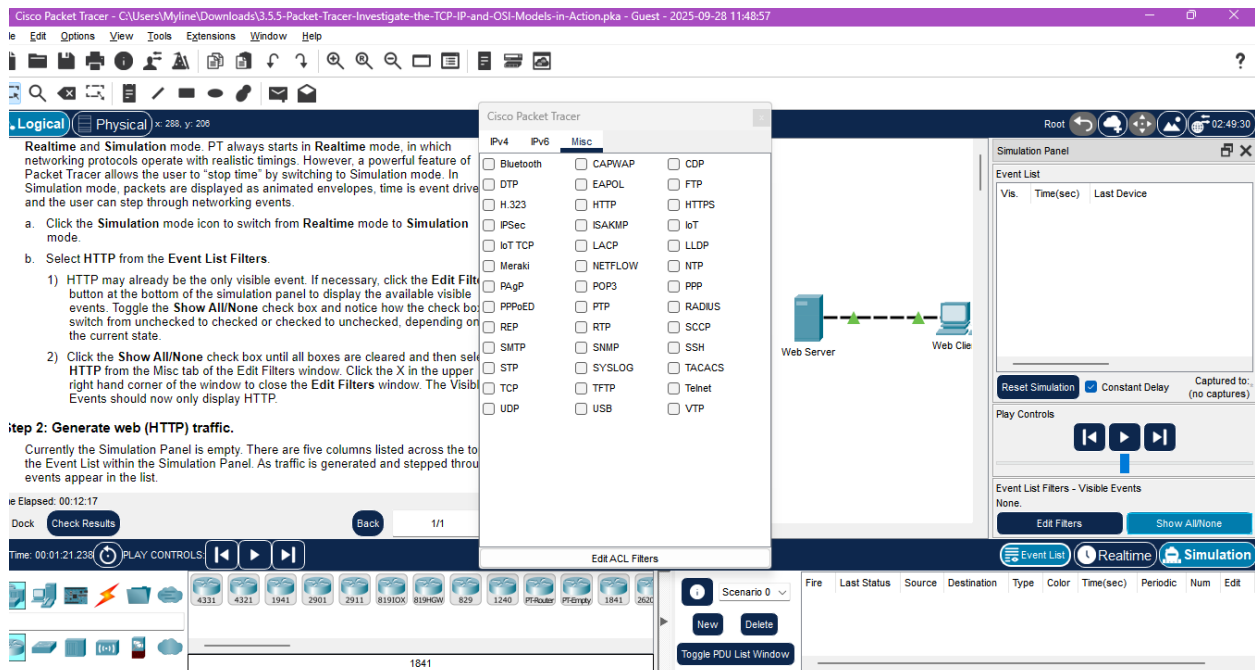 Cisco Packet Tracer - C:\Users\Myline\Downloads\3.5.5-Packet-Tracer-Investigate-the-TCP-IP-and-OSI-Models-in-Action.pka - Guest - 2025-09-28 11:48:57
le Edit Options View Tools Extensions Window Help
?
Logical Physical x: 288, y: 206
Root 02:49:30
Realtime and Simulation mode. PT always starts in Realtime mode, in which
networking protocols operate with realistic timings. However, a powerful feature of
Packet Tracer allows the user to “stop time” by switching to Simulation mode. In
Simulation mode, packets are displayed as animated envelopes, time is event drive
and the user can step through networking events.
a. Click the Simulation mode icon to switch from Realtime mode to Simulation
mode.
b. Select HTTP from the Event List Filters.
1) HTTP may already be the only visible event. If necessary, click the Edit Filte
button at the bottom of the simulation panel to display the available visible
events. Toggle the Show All/None check box and notice how the check box
switch from unchecked to checked or checked to unchecked, depending on
the current state.
2) Click the Show All/None check box until all boxes are cleared and then sele
HTTP from the Misc tab of the Edit Filters window. Click the X in the upper
right hand corner of the window to close the Edit Filters window. The Visibl
Events should now only display HTTP.
Step 2: Generate web (HTTP) traffic.
Currently the Simulation Panel is empty. There are five columns listed across the to
the Event List within the Simulation Panel. As traffic is generated and stepped throu
events appear in the list.
e Elapsed: 00:12:17
Dock Check Results Back 1/1
Cisco Packet Tracer
IPv4 IPv6 Misc
Bluetooth CAPWAP CDP
DTP EAPOL FTP
H.323 HTTP HTTPS
IPSec ISAKMP IoT
IoT TCP LACP LLDP
Meraki NETFLOW NTP
PAgP POP3 PPP
PPPoED PTP RADIUS
REP RTP SCCP
SMTP SNMP SSH
STP SYSLOG TACACS
TCP TFTP Telnet
UDP USB VTP
Edit ACL Filters
Web Server
Web Clie
Simulation Panel
Event List
Vis. Time(sec) Last Device
Reset Simulation Constant Delay Captured to:
(no captures)
Play Controls
Event List Filters - Visible Events
None.
Edit Filters Show All/None
Time: 00:01:21.238 PLAY CONTROLS:
Event List Realtime Simulation
4331 4321 1941 2901 2911 819IOX 819HGW 829 1240 PT-Router PT-Empty 1841 2620
1841
Scenario 0
New Delete
Toggle PDU List Window
Fire Last Status Source Destination Type Color Time(sec) Periodic Num Edit